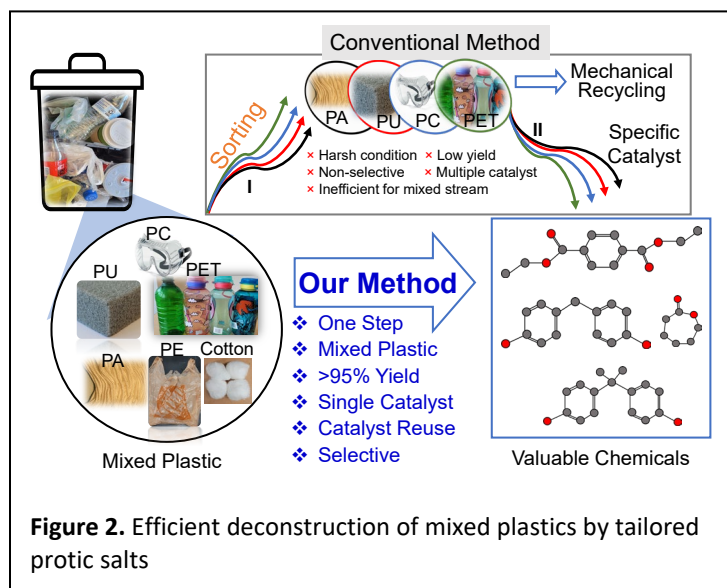 Conventional Method
Sorting
I
PA
PU
PC
PET
Mechanical
Recycling
II
Specific
Catalyst
× Harsh condition × Low yield
× Non-selective × Multiple catalyst
× Inefficient for mixed stream
PC
PU
PET
PA
PE
Cotton
Mixed Plastic
Our Method
❖ One Step
❖ Mixed Plastic
❖ >95% Yield
❖ Single Catalyst
❖ Catalyst Reuse
❖ Selective
Valuable Chemicals
Figure 2. Efficient deconstruction of mixed plastics by tailored
protic salts